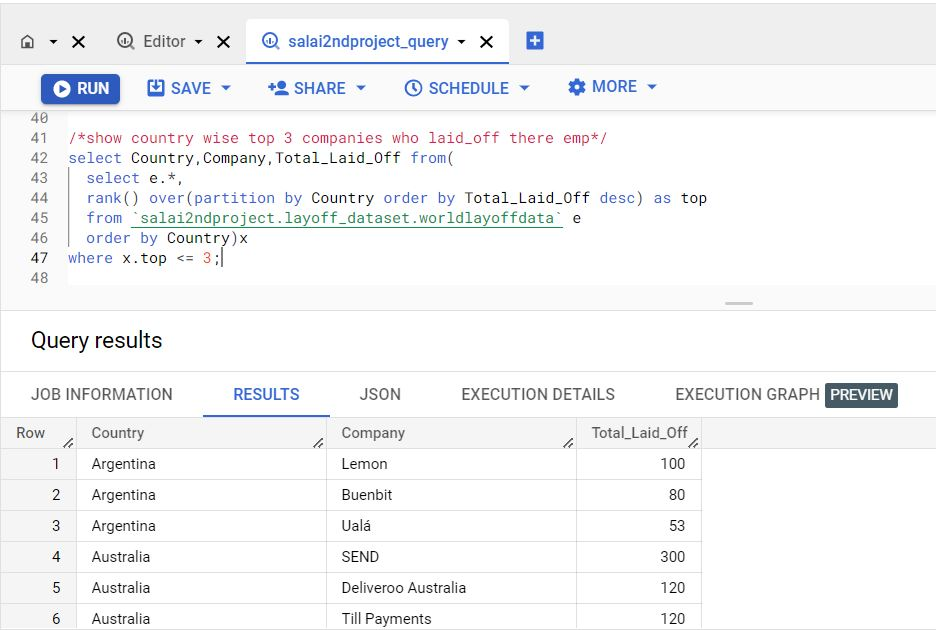 Editor salai2ndproject_query
RUN SAVE SHARE SCHEDULE MORE
40
41 /*show country wise top 3 companies who laid_off there emp*/
42 select Country,Company,Total_Laid_Off from(
43 select e.*,
44 rank() over(partition by Country order by Total_Laid_Off desc) as top
45 from `salai2ndproject.layoff_dataset.worldlayoffdata` e
46 order by Country)x
47 where x.top <= 3;
48
Query results
JOB INFORMATION RESULTS JSON EXECUTION DETAILS EXECUTION GRAPH PREVIEW
Row Country Company Total_Laid_Off
1 Argentina Lemon 100
2 Argentina Buenbit 80
3 Argentina Ualá 53
4 Australia SEND 300
5 Australia Deliveroo Australia 120
6 Australia Till Payments 120